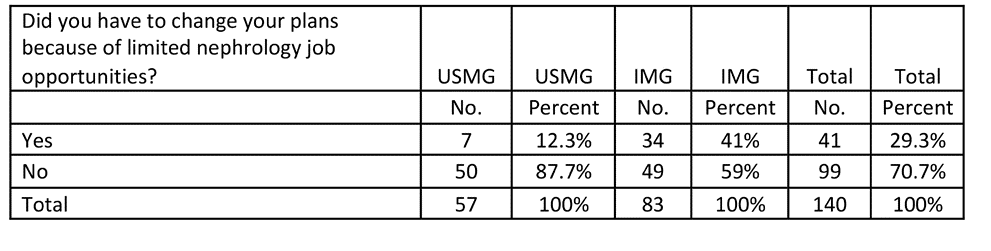 Did you have to change your plans
because of limited nephrology job
opportunities? USMG USMG IMG IMG Total Total
No. Percent No. Percent No. Percent
Yes 7 12.3% 34 41% 41 29.3%
No 50 87.7% 49 59% 99 70.7%
Total 57 100% 83 100% 140 100%